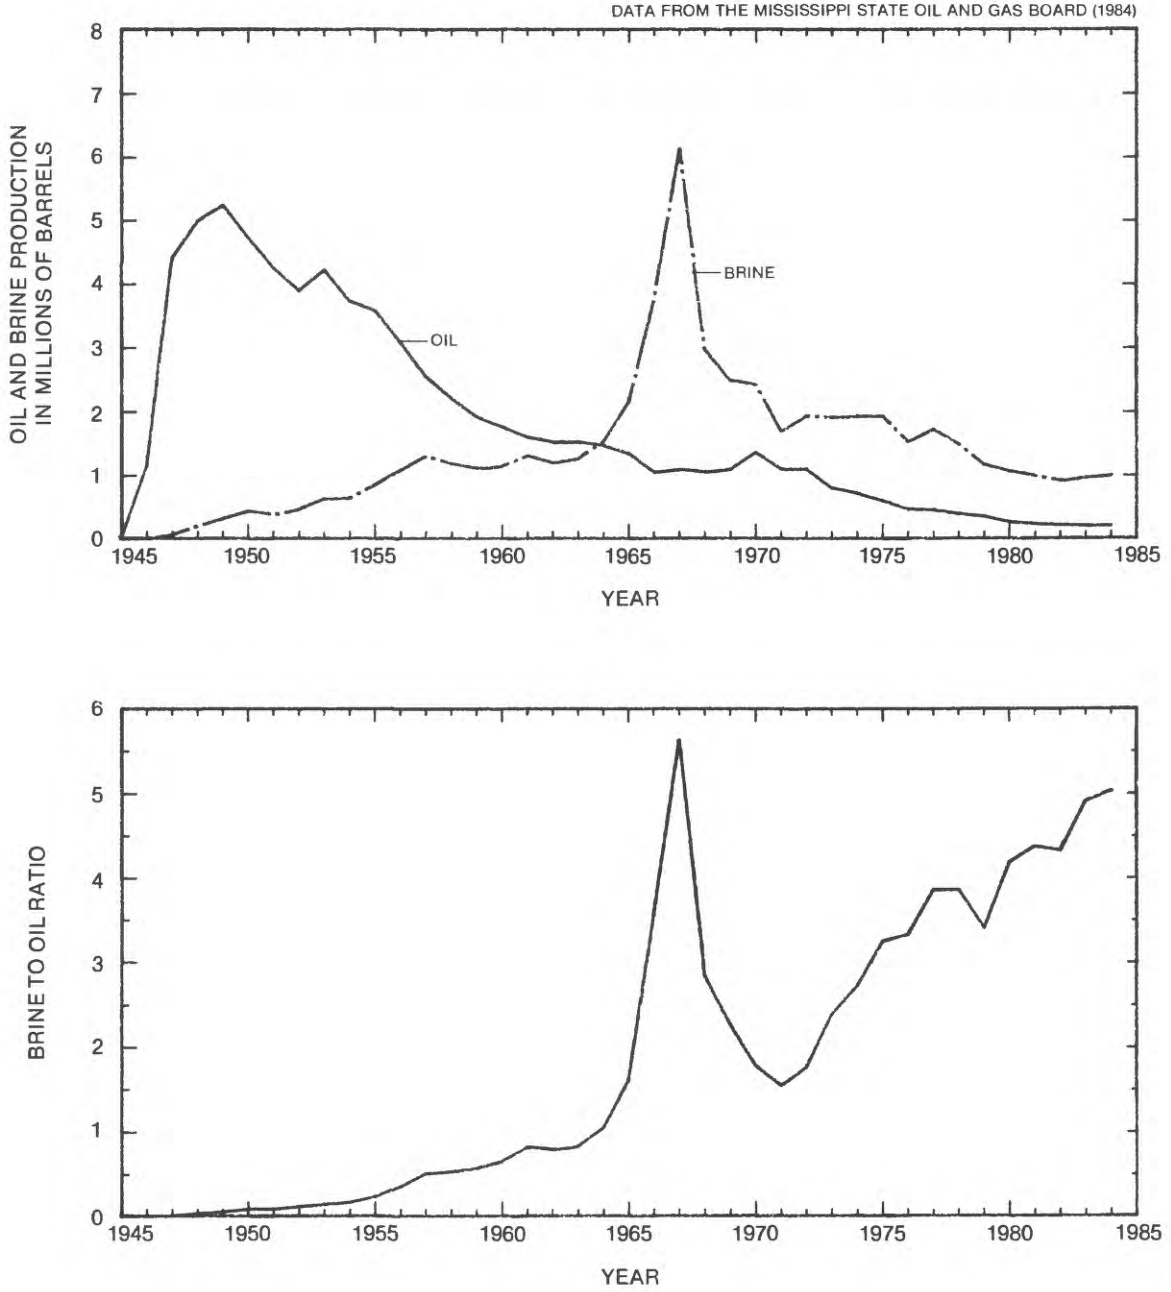 DATA FROM THE MISSISSIPPI STATE OIL AND GAS BOARD (1984)
OIL AND BRINE PRODUCTION
IN MILLIONS OF BARRELS
8
7
6
5
4
3
2
1
0
BRINE
OIL
1945 1950 1955 1960 1965 1970 1975 1980 1985
YEAR
BRINE TO OIL RATIO
6
5
4
3
2
1
0
1945 1950 1955 1960 1965 1970 1975 1980 1985
YEAR